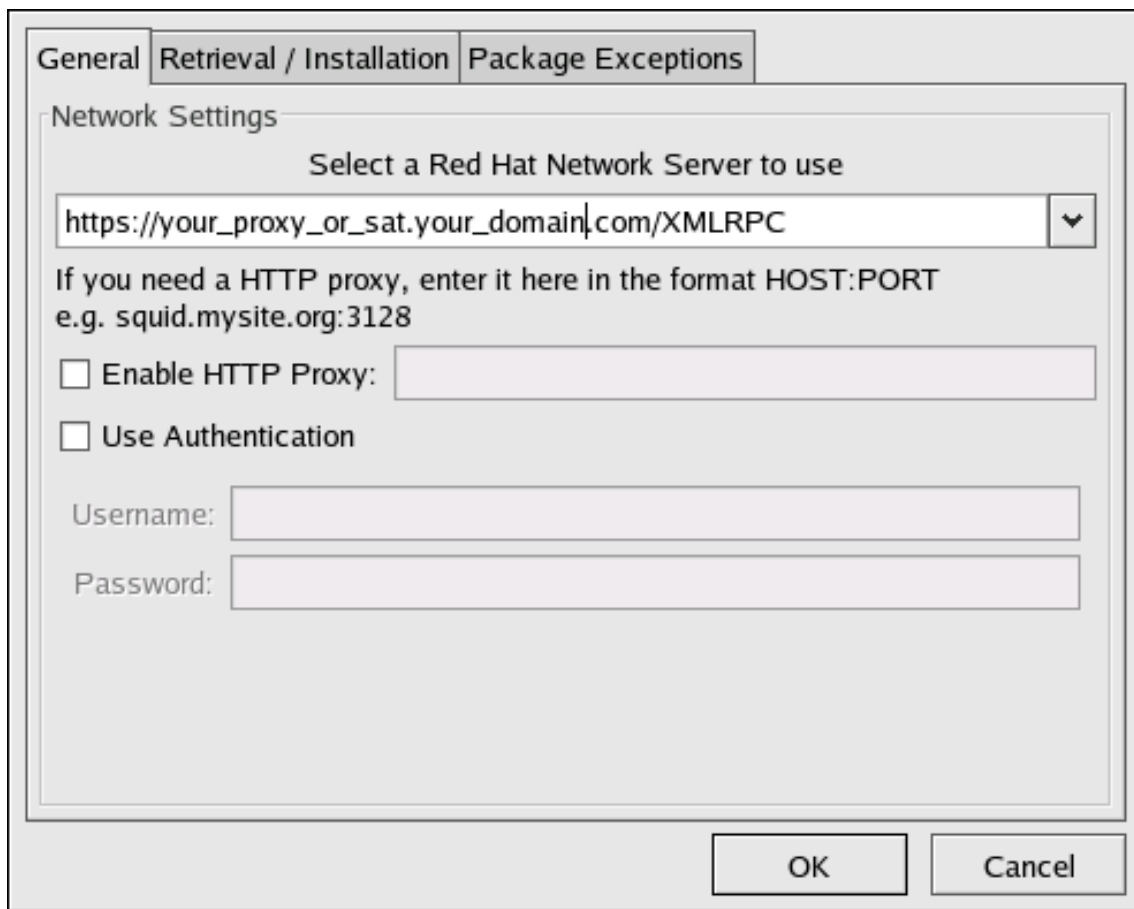 General Retrieval / Installation Package Exceptions
Network Settings
Select a Red Hat Network Server to use
https://your_proxy_or_sat.your_domain.com/XMLRPC
If you need a HTTP proxy, enter it here in the format HOST:PORT
e.g. squid.mysite.org:3128
Enable HTTP Proxy:
Use Authentication
Username:
Password:
OK Cancel